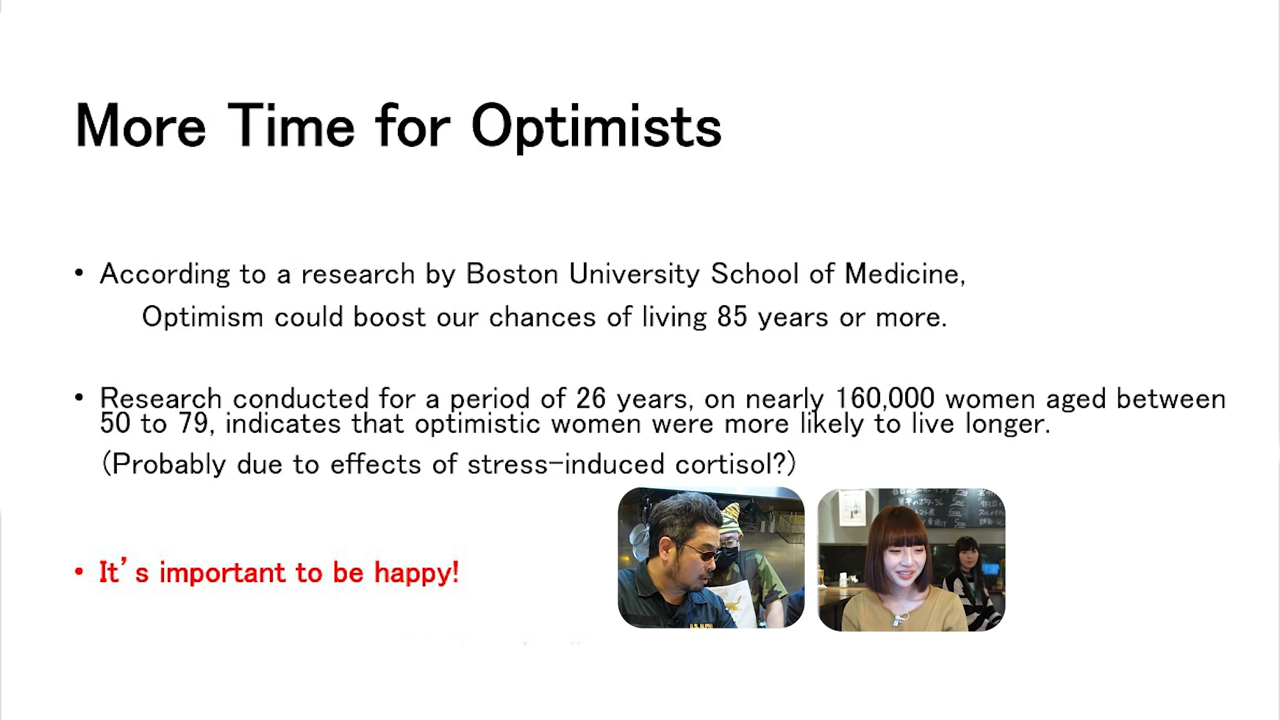 More Time for Optimists
• According to a research by Boston University School of Medicine,
Optimism could boost our chances of living 85 years or more.
• Research conducted for a period of 26 years, on nearly 160,000 women aged between
50 to 79, indicates that optimistic women were more likely to live longer.
(Probably due to effects of stress-induced cortisol?)
• It's important to be happy!